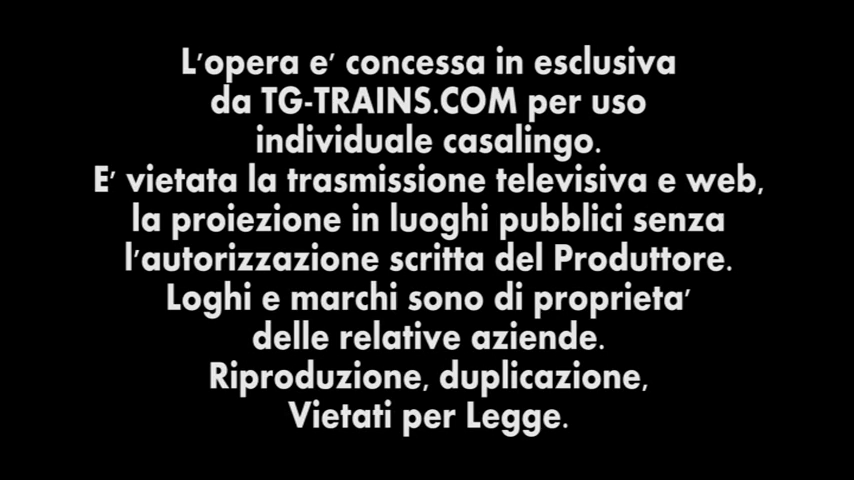 L'opera e' concessa in esclusiva
da TG-TRAINS.COM per uso
individuale casalingo.
E' vietata la trasmissione televisiva e web,
la proiezione in luoghi pubblici senza
l'autorizzazione scritta del Produttore.
Loghi e marchi sono di proprieta'
delle relative aziende.
Riproduzione, duplicazione,
Vietati per Legge.